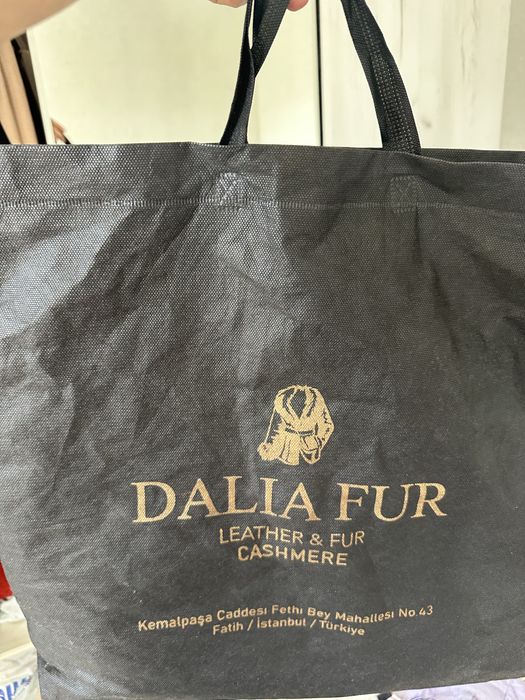 DALIA FUR
LEATHER & FUR
CASHMERE
Kemalpaşa Caddesi Fethi Bey Mahallesi No.43
Fatih / İstanbul / Türkiye